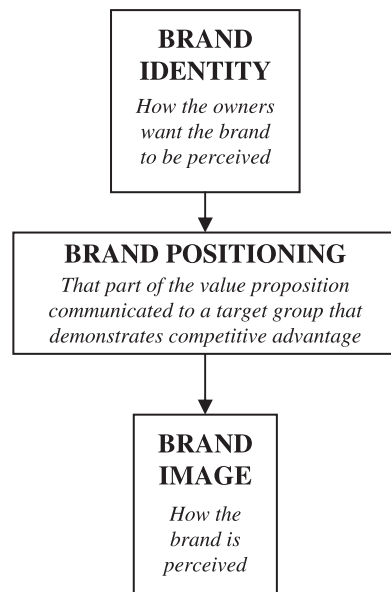 BRAND
IDENTITY
How the owners
want the brand
to be perceived
BRAND POSITIONING
That part of the value proposition
communicated to a target group that
demonstrates competitive advantage
BRAND
IMAGE
How the
brand is
perceived